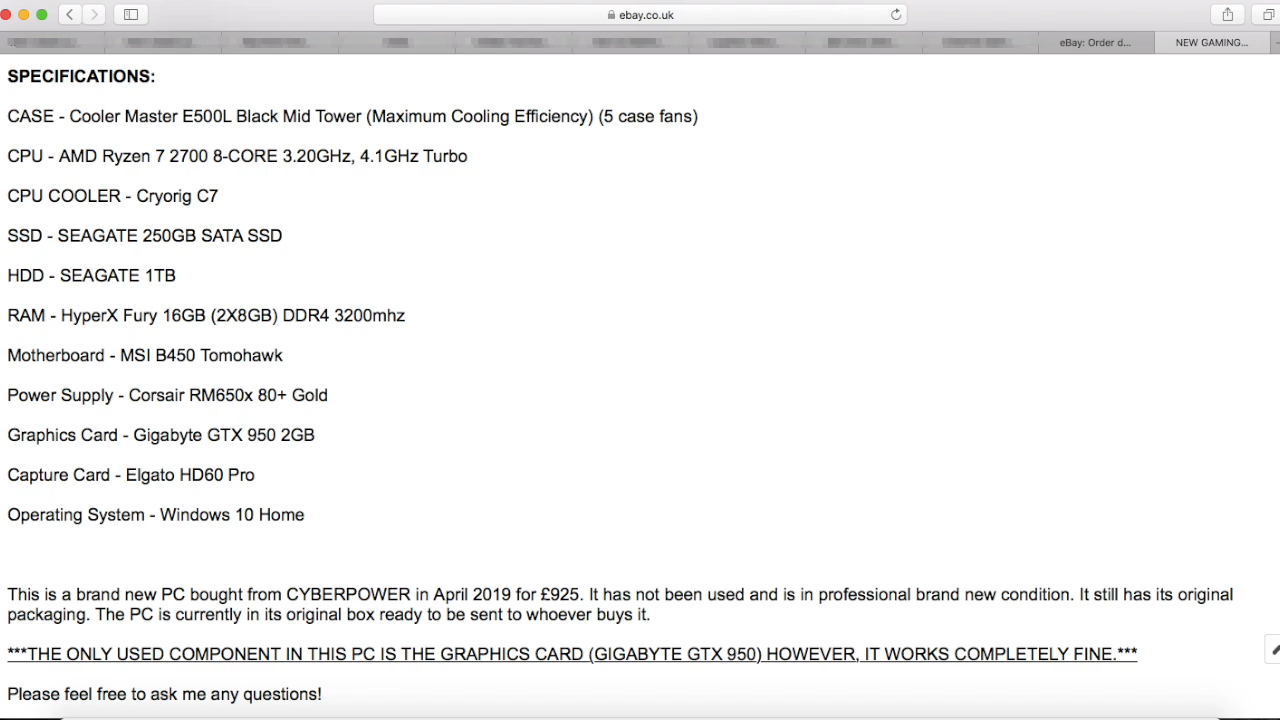 ebay.co.uk
eBay: Order d...
NEW GAMING...
SPECIFICATIONS:
CASE - Cooler Master E500L Black Mid Tower (Maximum Cooling Efficiency) (5 case fans)
CPU - AMD Ryzen 7 2700 8-CORE 3.20GHz, 4.1GHz Turbo
CPU COOLER - Cryorig C7
SSD - SEAGATE 250GB SATA SSD
HDD - SEAGATE 1TB
RAM - HyperX Fury 16GB (2X8GB) DDR4 3200mhz
Motherboard - MSI B450 Tomohawk
Power Supply - Corsair RM650x 80+ Gold
Graphics Card - Gigabyte GTX 950 2GB
Capture Card - Elgato HD60 Pro
Operating System - Windows 10 Home
This is a brand new PC bought from CYBERPOWER in April 2019 for £925. It has not been used and is in professional brand new condition. It still has its original
packaging. The PC is currently in its original box ready to be sent to whoever buys it.
***THE ONLY USED COMPONENT IN THIS PC IS THE GRAPHICS CARD (GIGABYTE GTX 950) HOWEVER, IT WORKS COMPLETELY FINE.***
Please feel free to ask me any questions!